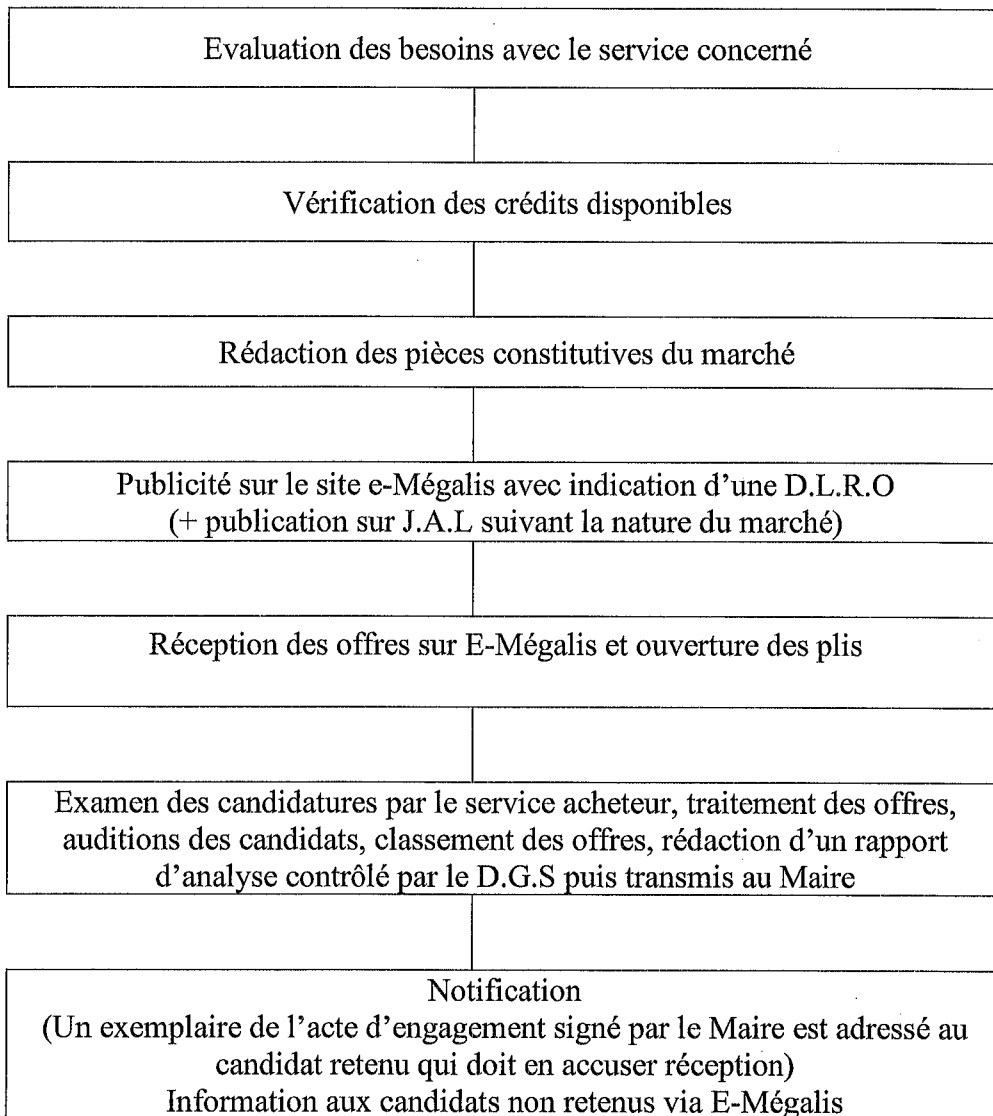 Evaluation des besoins avec le service concerné
Vérification des crédits disponibles
Rédaction des pièces constitutives du marché
Publicité sur le site e-Mégalis avec indication d'une D.L.R.O
(+ publication sur J.A.L suivant la nature du marché)
Réception des offres sur E-Mégalis et ouverture des plis
Examen des candidatures par le service acheteur, traitement des offres,
auditions des candidats, classement des offres, rédaction d'un rapport
d'analyse contrôlé par le D.G.S puis transmis au Maire
Notification
(Un exemplaire de l'acte d'engagement signé par le Maire est adressé au
candidat retenu qui doit en accuser réception)
Information aux candidats non retenus via E-Mégalis